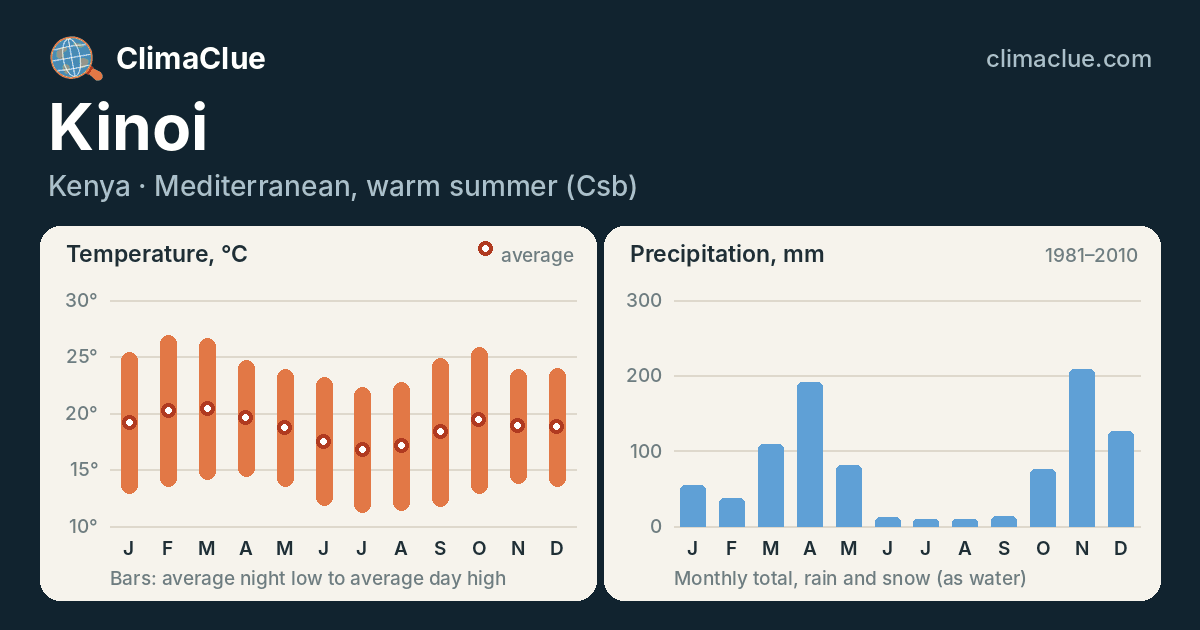 ClimaClue
climaclue.com
Kinoi
Kenya · Mediterranean, warm summer (Csb)
Temperature, °C
average
30°
25°
20°
15°
10°
J F M A M J J A S O N D
Bars: average night low to average day high
Precipitation, mm
1981–2010
300
200
100
0
J F M A M J J A S O N D
Monthly total, rain and snow (as water)